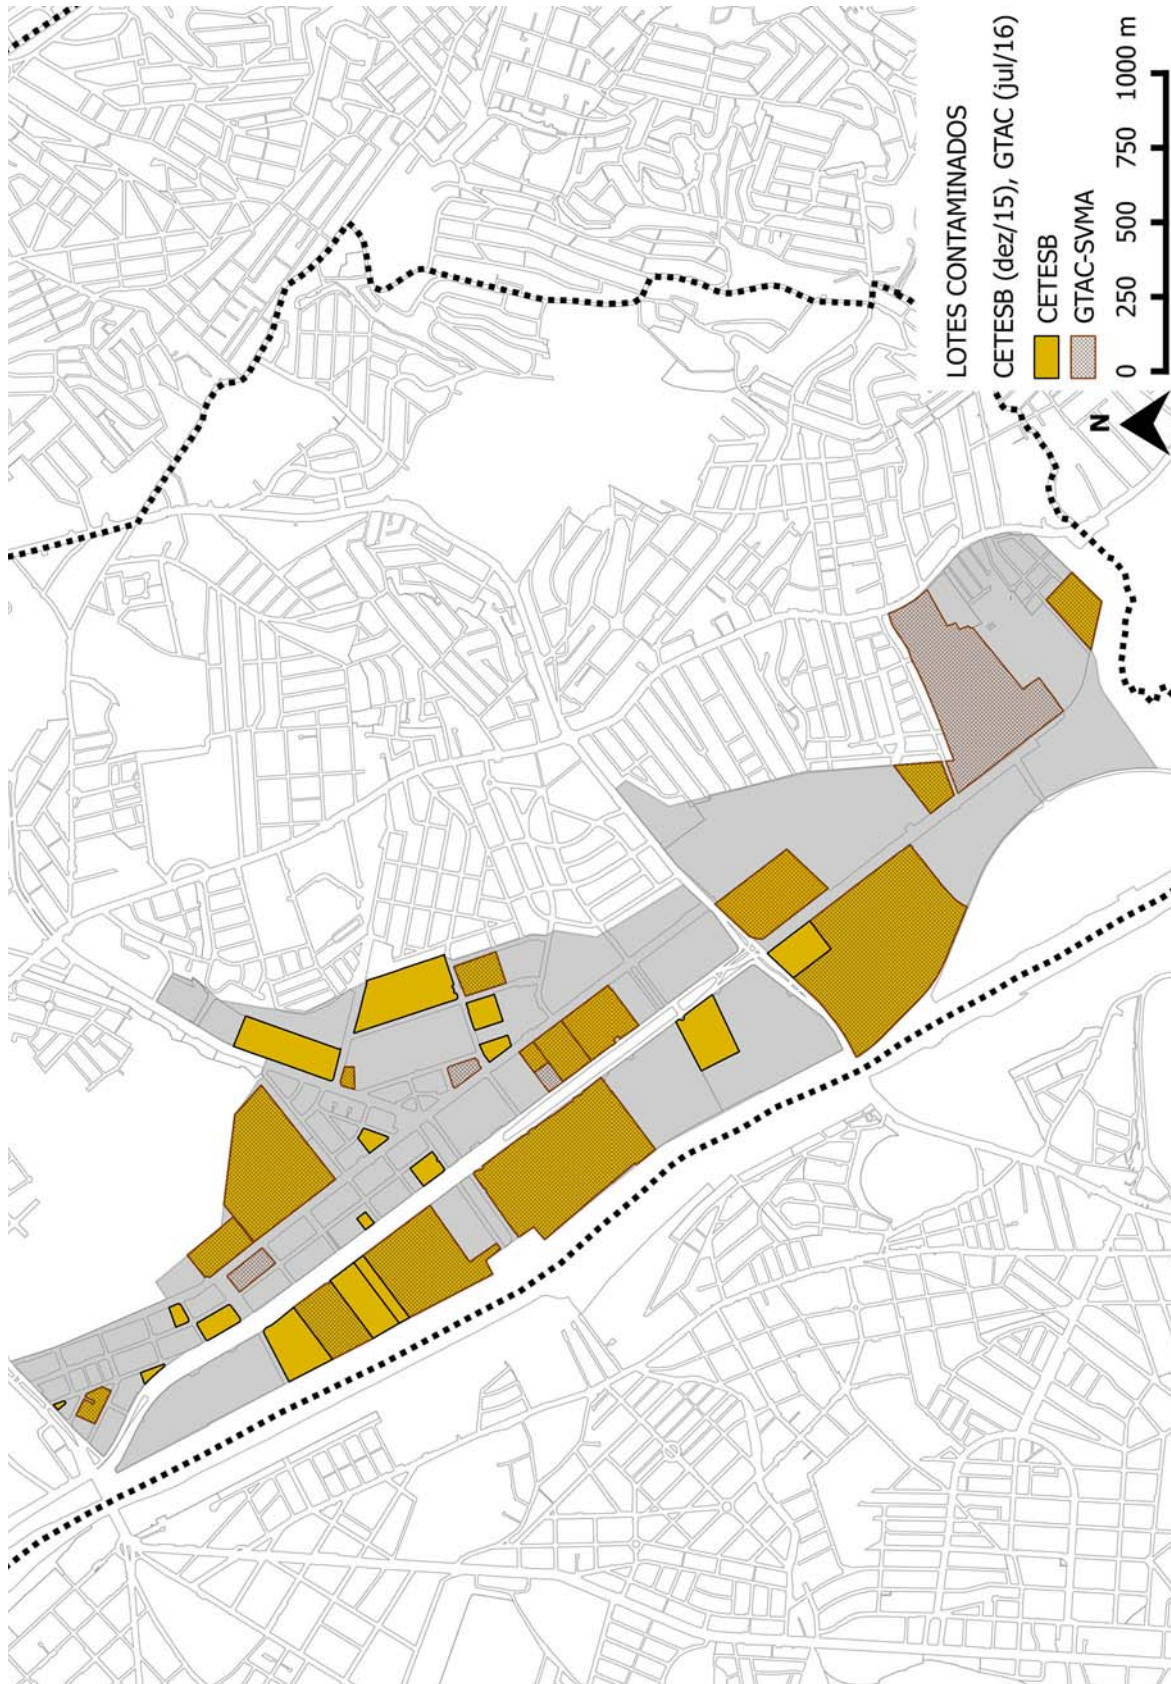 LOTES CONTAMINADOS
CETESB (dez/15), GTAC (jul/16)
CETESB
GTAC-SVMA
N
0 250 500 750 1000 m